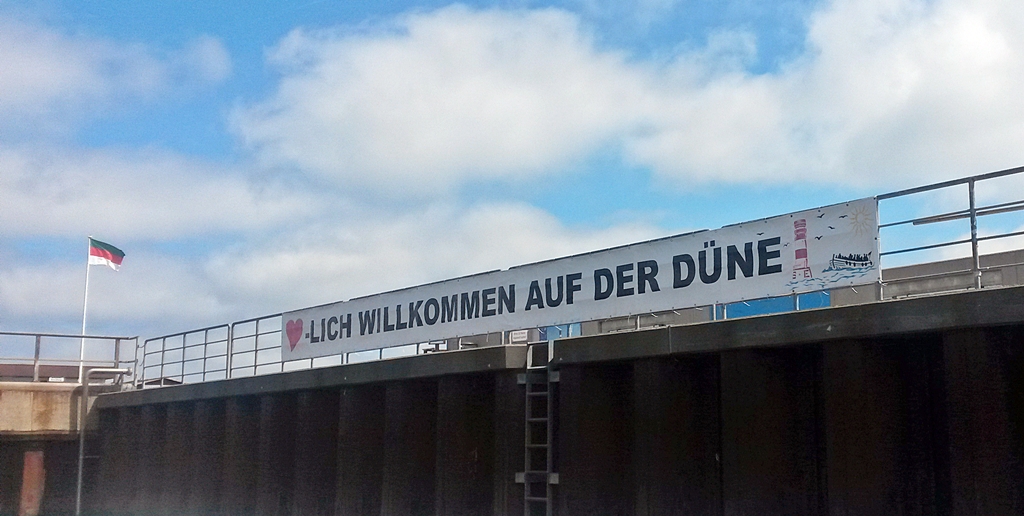 ♥-LICH WILLKOMMEN AUF DER DÜNE